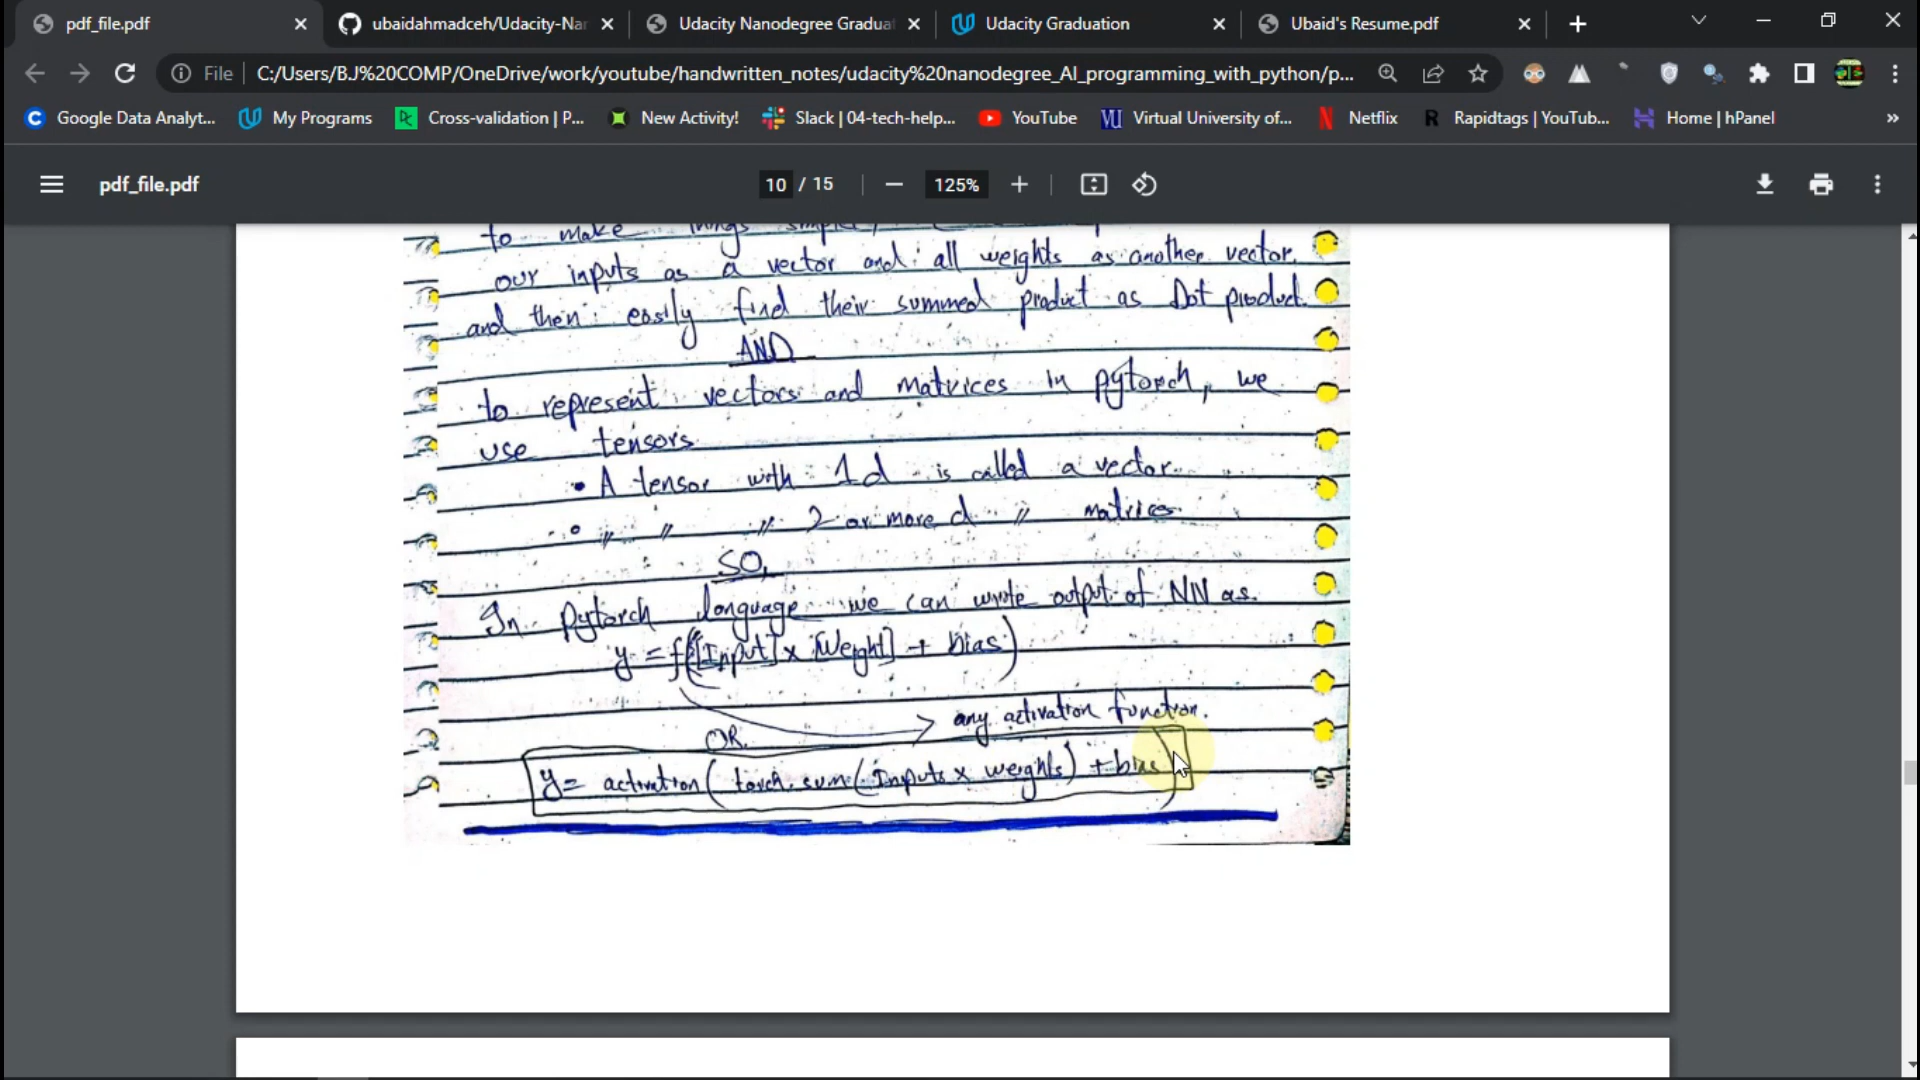 pdf_file.pdf
ubaidahmadceh/Udacity-Na
Udacity Nanodegree Gradua
Udacity Graduation
Ubaid's Resume.pdf
File
C:/Users/BJ%20COMP/OneDrive/work/youtube/handwritten_notes/udacity%20nanodegree_AI_programming_with_python/p...
Google Data Analyt...
My Programs
Cross-validation | P...
New Activity!
Slack | 04-tech-help...
YouTube
Virtual University of...
Netflix
Rapidtags | YouTub...
Home | hPanel
»
pdf_file.pdf
10 / 15
125%
to make things
our inputs as a vector and all weights as another vector.
and then easily find their summed product as Dot product.
AND
to represent vectors and matrices in pytorch, we
use tensors
• A tensor with 1d is called a vector.
• " " 2 or more d " matrices
SO,
In Pytorch language we can write output of NN as.
y = f([Input] x [Weight] + bias)
any activation function.
OR
y= activation(torch.sum(Inputs x weights) + bias)